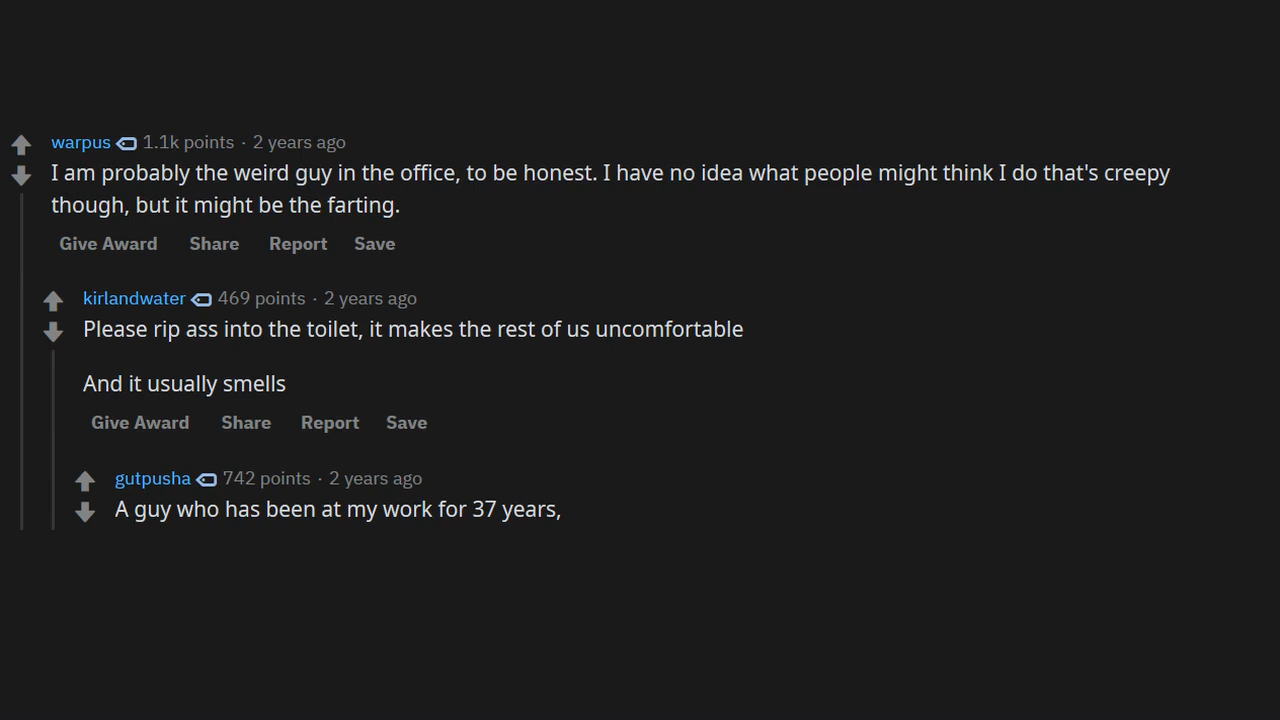 warpus 1.1k points · 2 years ago
I am probably the weird guy in the office, to be honest. I have no idea what people might think I do that's creepy
though, but it might be the farting.
Give Award Share Report Save
kirlandwater 469 points · 2 years ago
Please rip ass into the toilet, it makes the rest of us uncomfortable
And it usually smells
Give Award Share Report Save
gutpusha 742 points · 2 years ago
A guy who has been at my work for 37 years,